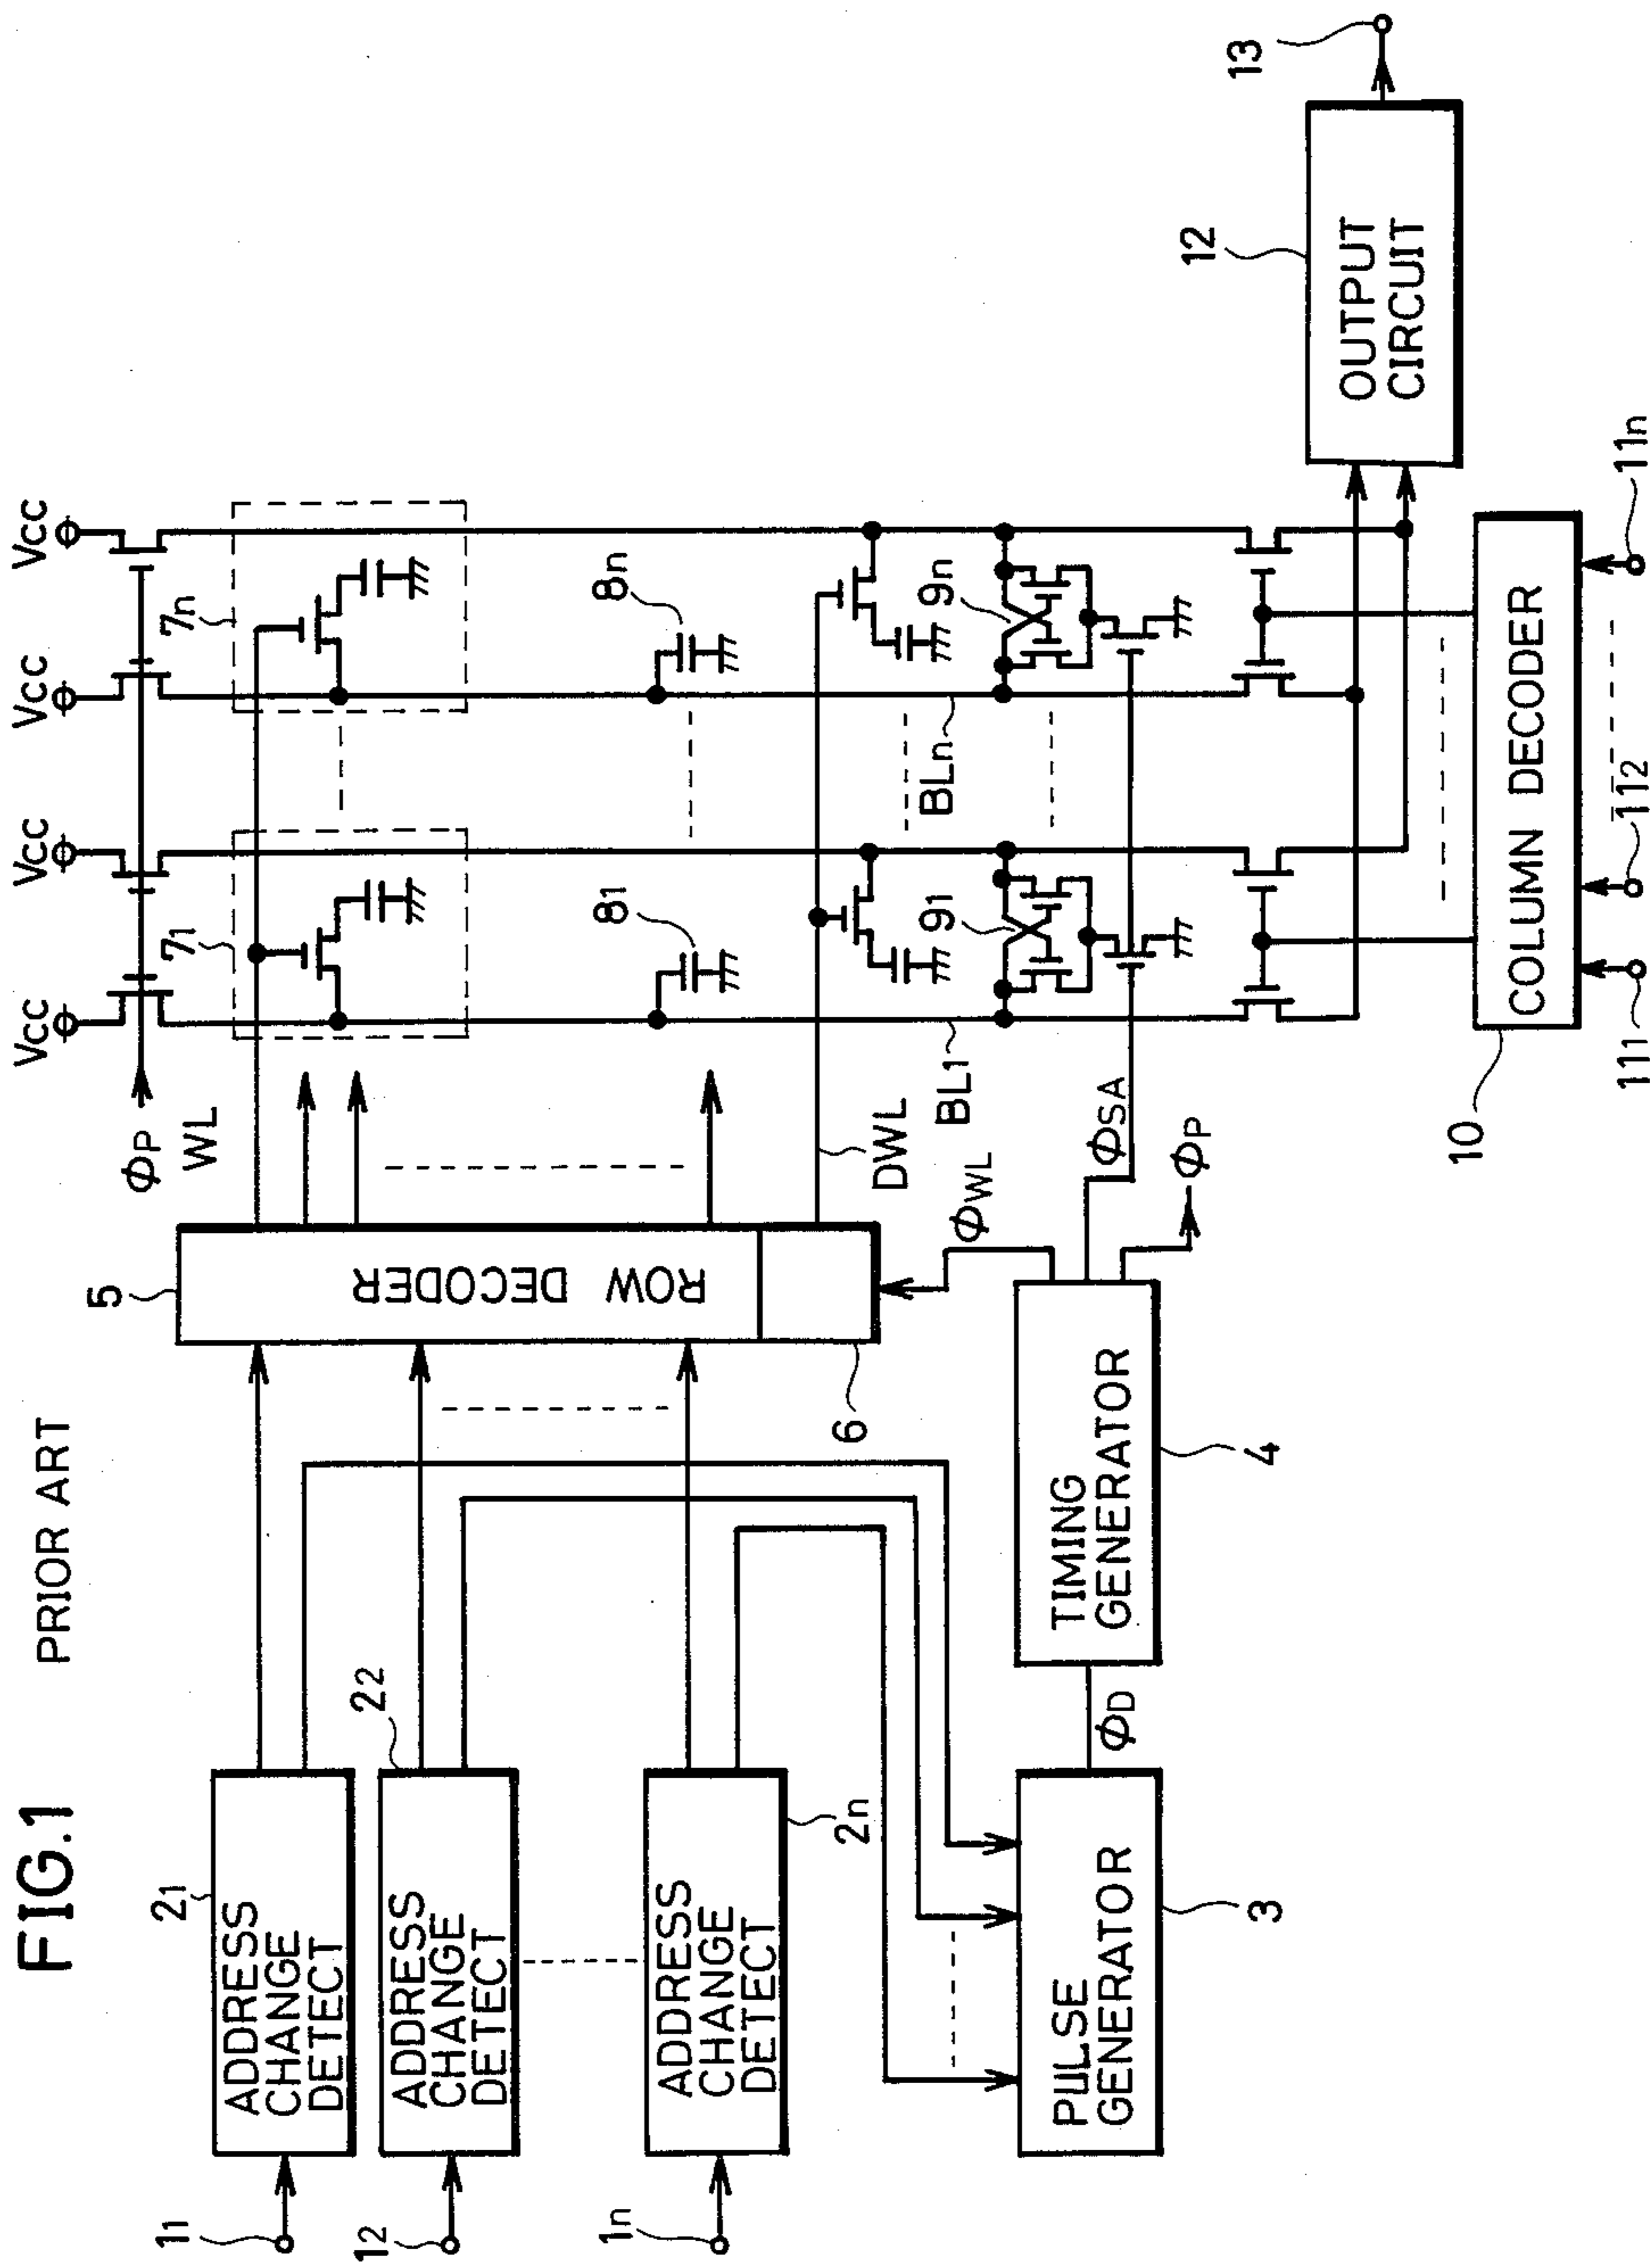 FIG.1
PRIOR ART
11
12
1n
21
ADDRESS
CHANGE
DETECT
22
ADDRESS
CHANGE
DETECT
2n
ADDRESS
CHANGE
DETECT
PULSE
GENERATOR
3
ΦD
TIMING
GENERATOR
4
5
ROW DECODER
6
ΦP
WL
DWL
ΦWL
ΦSA
ΦP
Vcc
Vcc
Vcc
Vcc
71
7n
81
8n
91
9n
BL1
BLn
10
COLUMN DECODER
111
112
11n
12
OUTPUT
CIRCUIT
13